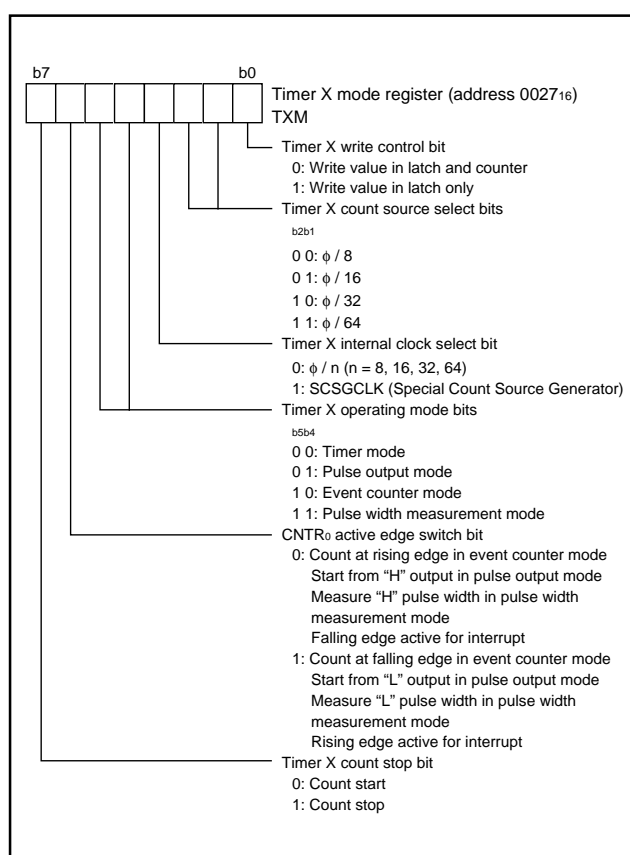 b7 b0
Timer X mode register (address 0027₁₆)
TXM
Timer X write control bit
0: Write value in latch and counter
1: Write value in latch only
Timer X count source select bits
b2b1
0 0: ϕ / 8
0 1: ϕ / 16
1 0: ϕ / 32
1 1: ϕ / 64
Timer X internal clock select bit
0: ϕ / n (n = 8, 16, 32, 64)
1: SCSGCLK (Special Count Source Generator)
Timer X operating mode bits
b5b4
0 0: Timer mode
0 1: Pulse output mode
1 0: Event counter mode
1 1: Pulse width measurement mode
CNTR₀ active edge switch bit
0: Count at rising edge in event counter mode
Start from “H” output in pulse output mode
Measure “H” pulse width in pulse width
measurement mode
Falling edge active for interrupt
1: Count at falling edge in event counter mode
Start from “L” output in pulse output mode
Measure “L” pulse width in pulse width
measurement mode
Rising edge active for interrupt
Timer X count stop bit
0: Count start
1: Count stop